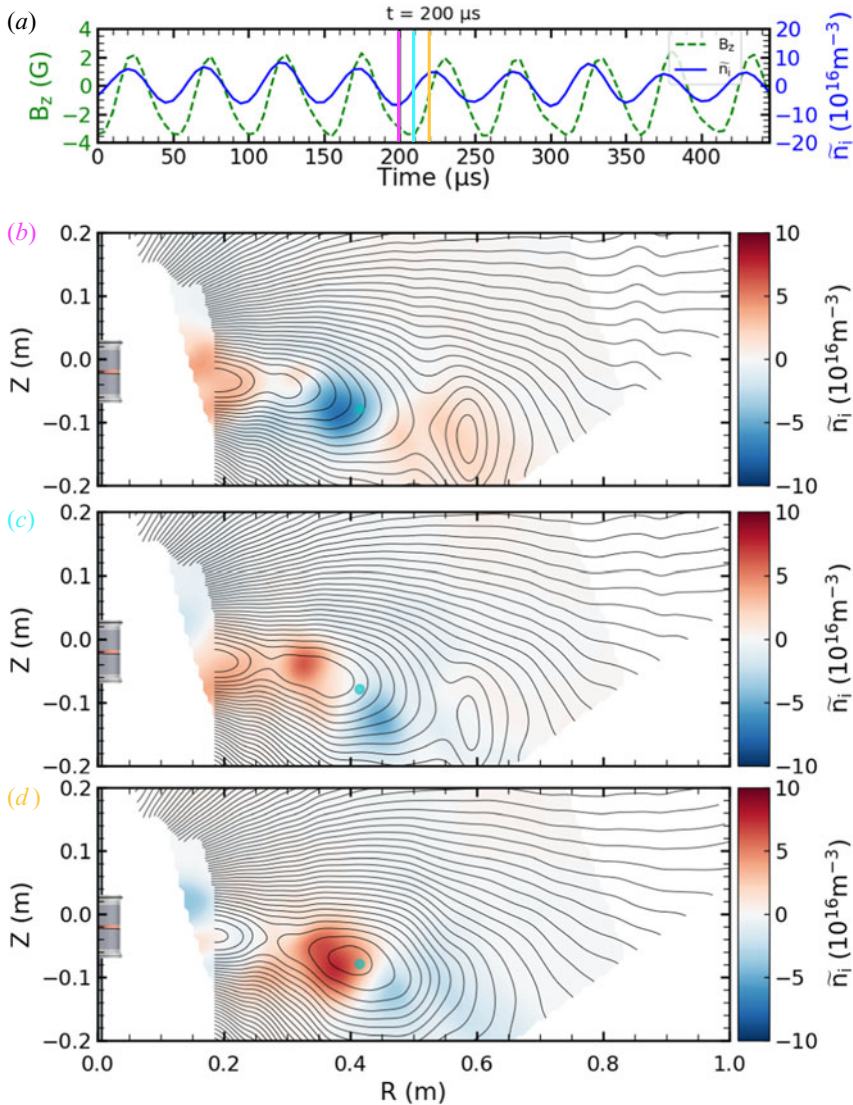 (a)
t = 200 μs
4
2
0
−2
−4
B_z (G)
20
10
0
−10
−20
ñ_i (10^16 m^−3)
B_z
ñ_i
0 50 100 150 200 250 300 350 400
Time (μs)
(b)
0.2
0.1
0.0
−0.1
−0.2
Z (m)
10
5
0
−5
−10
ñ_i (10^16 m^−3)
(c)
0.2
0.1
0.0
−0.1
−0.2
Z (m)
10
5
0
−5
−10
ñ_i (10^16 m^−3)
(d)
0.2
0.1
0.0
−0.1
−0.2
Z (m)
10
5
0
−5
−10
ñ_i (10^16 m^−3)
0.0 0.2 0.4 0.6 0.8 1.0
R (m)